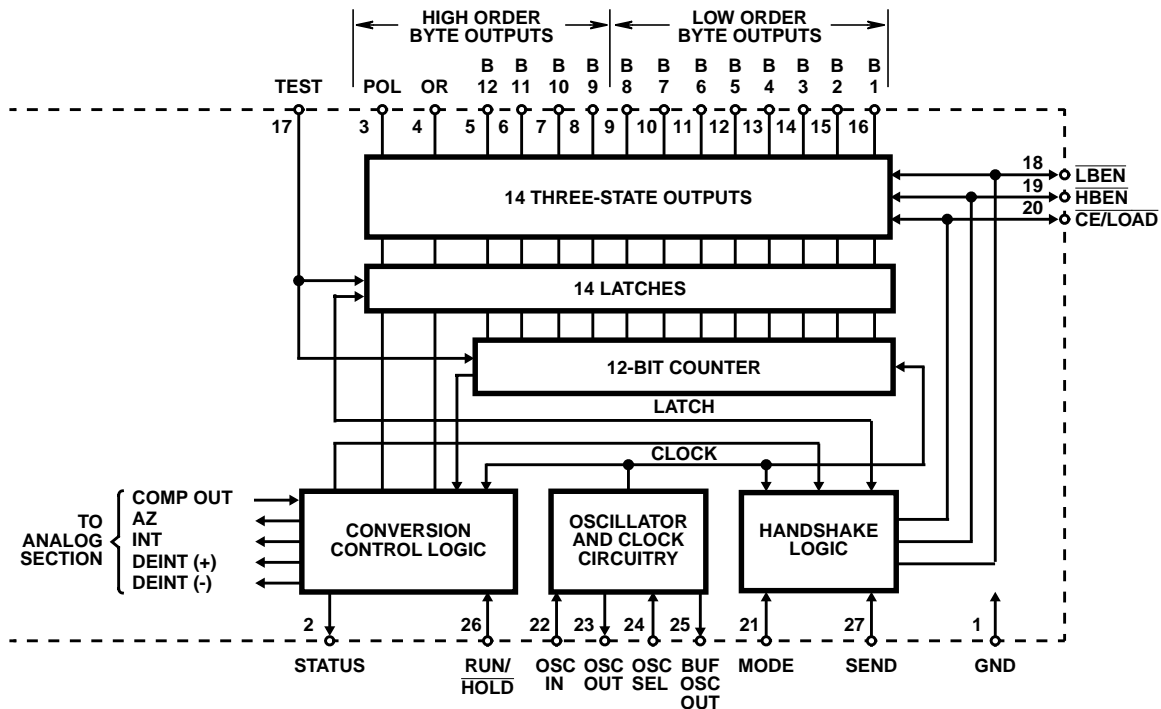 HIGH ORDER
BYTE OUTPUTS
LOW ORDER
BYTE OUTPUTS
TEST
POL
OR
B
12
B
11
B
10
B
9
B
8
B
7
B
6
B
5
B
4
B
3
B
2
B
1
17
3
4
5
6
7
8
9
10
11
12
13
14
15
16
14 THREE-STATE OUTPUTS
18
LBEN
19
HBEN
20
CE/LOAD
14 LATCHES
12-BIT COUNTER
LATCH
CLOCK
TO
ANALOG
SECTION
COMP OUT
AZ
INT
DEINT (+)
DEINT (-)
CONVERSION
CONTROL LOGIC
OSCILLATOR
AND CLOCK
CIRCUITRY
HANDSHAKE
LOGIC
2
26
22
23
24
25
21
27
1
STATUS
RUN/
HOLD
OSC
IN
OSC
OUT
OSC
SEL
BUF
OSC
OUT
MODE
SEND
GND